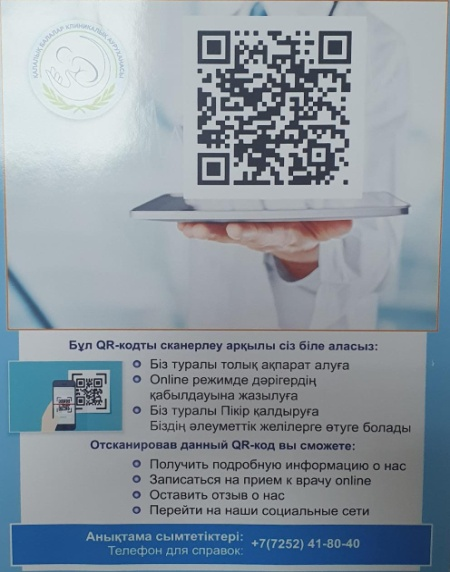 ҚАЛАЛЫҚ БАЛАЛАР КЛИНИКАЛЫҚ АУРУХАНАСЫ
Бұл QR-кодты сканерлеу арқылы сіз біле аласыз:
Біз туралы толық ақпарат алуға
Online режимде дәрігердің
қабылдауына жазылуға
Біз туралы Пікір қалдыруға
Біздің әлеуметтік желілерге өтуге болады
Отсканировав данный QR-код вы сможете:
Получить подробную информацию о нас
Записаться на прием к врачу online
Оставить отзыв о нас
Перейти на наши социальные сети
Анықтама сымтетіктері:
Телефон для справок: +7(7252) 41-80-40